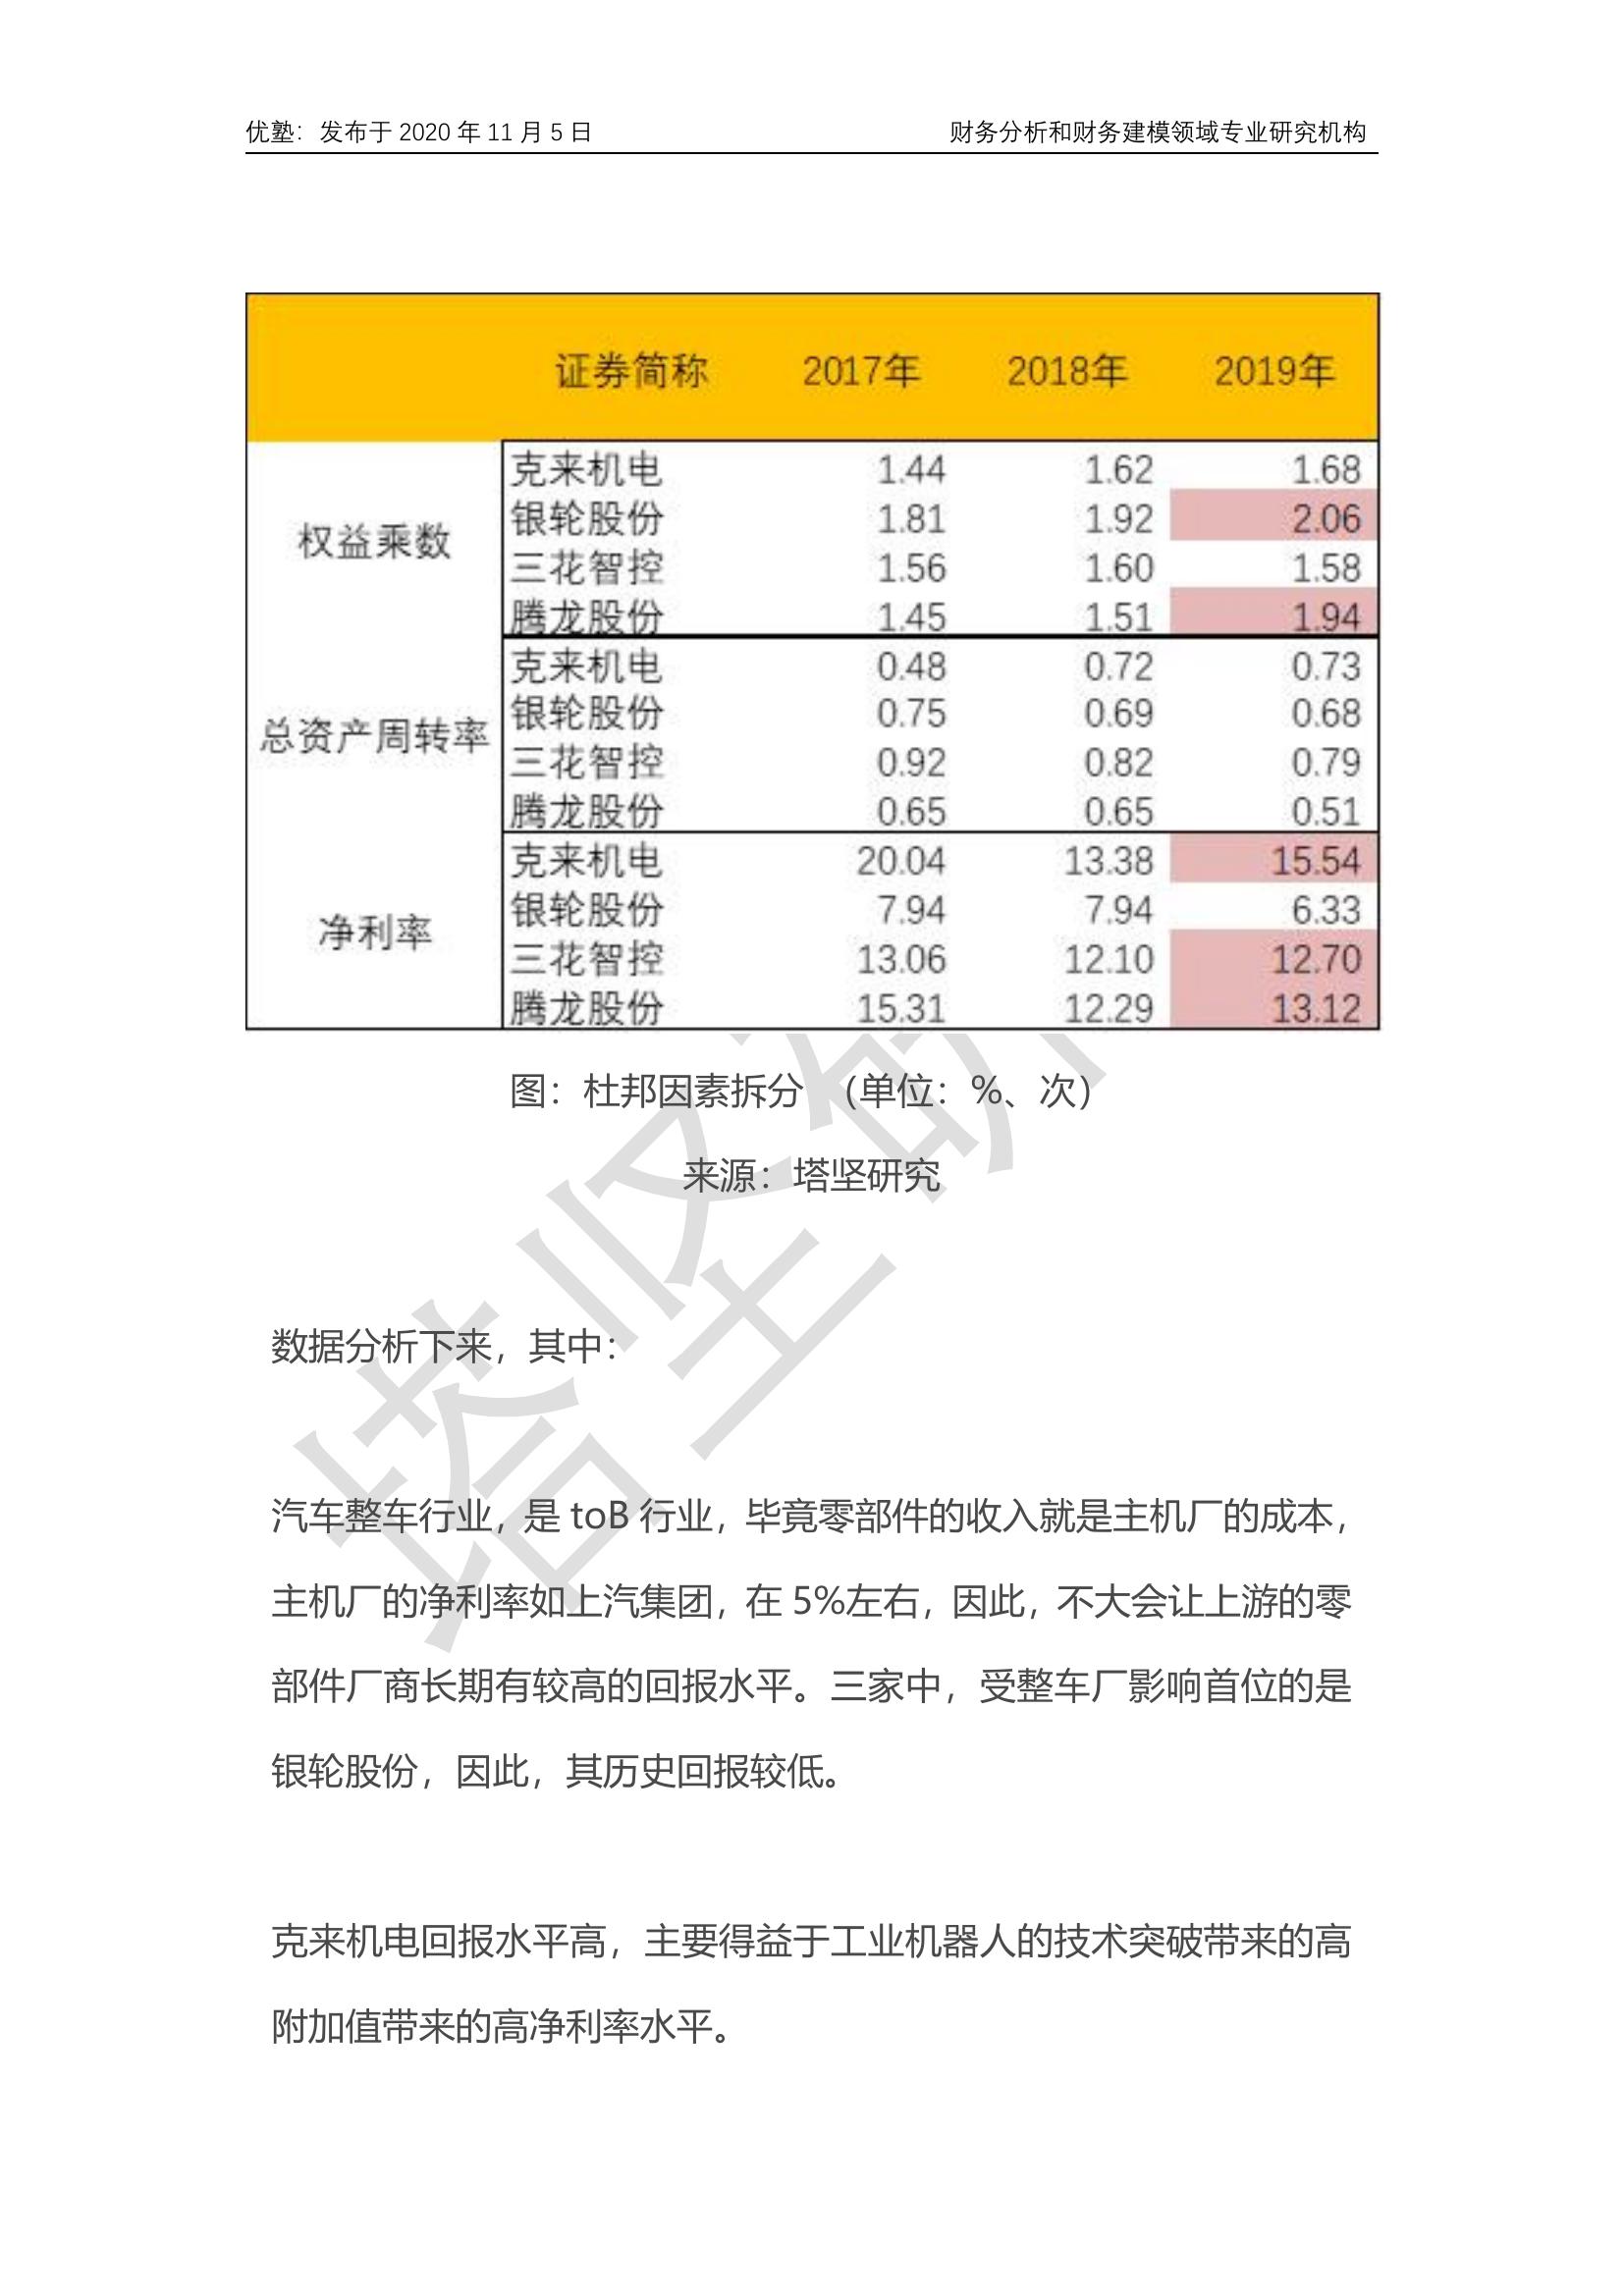 优塾：发布于 2020 年 11 月 5 日 财务分析和财务建模领域专业研究机构
证券简称 2017年 2018年 2019年
权益乘数
克来机电 1.44 1.62 1.68
银轮股份 1.81 1.92 2.06
三花智控 1.56 1.60 1.58
腾龙股份 1.45 1.51 1.94
总资产周转率
克来机电 0.48 0.72 0.73
银轮股份 0.75 0.69 0.68
三花智控 0.92 0.82 0.79
腾龙股份 0.65 0.65 0.51
净利率
克来机电 20.04 13.38 15.54
银轮股份 7.94 7.94 6.33
三花智控 13.06 12.10 12.70
腾龙股份 15.31 12.29 13.12
图：杜邦因素拆分 （单位：%、次）
来源：塔坚研究
数据分析下来，其中：
汽车整车行业，是 toB 行业，毕竟零部件的收入就是主机厂的成本，
主机厂的净利率如上汽集团，在 5%左右，因此，不大会让上游的零
部件厂商长期有较高的回报水平。三家中，受整车厂影响首位的是
银轮股份，因此，其历史回报较低。
克来机电回报水平高，主要得益于工业机器人的技术突破带来的高
附加值带来的高净利率水平。
塔坚研